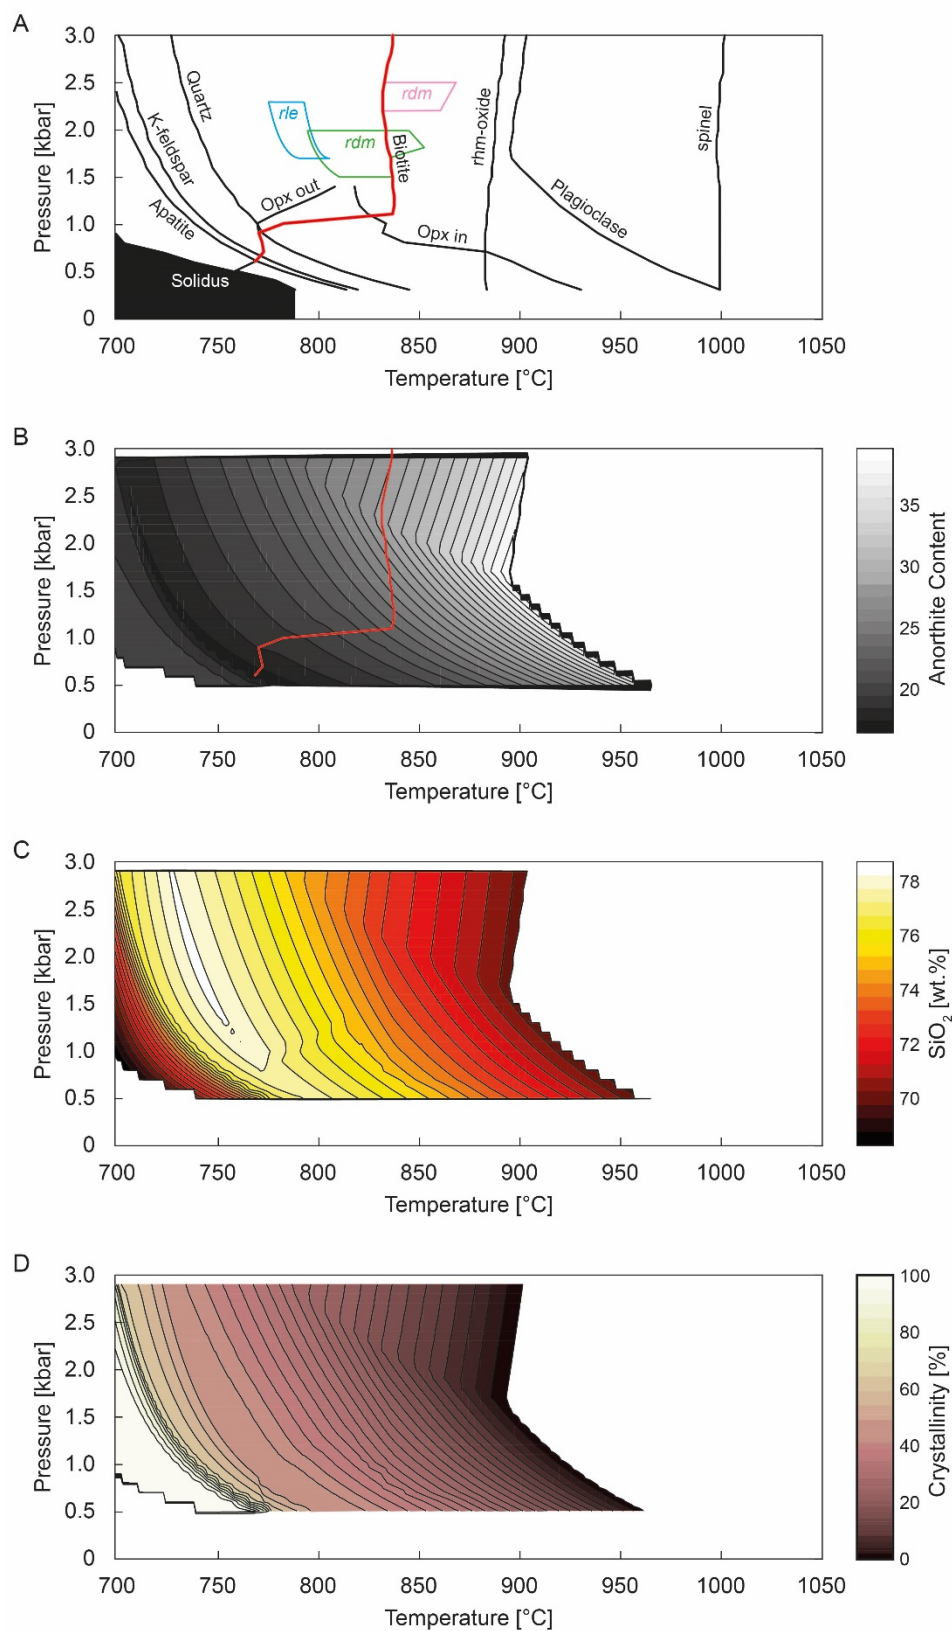 A
3.0
2.5
2.0
1.5
1.0
0.5
0
Pressure [kbar]
Quartz
K-feldspar
Apatite
Solidus
rle
rdm
rdm
Biotite
Opx out
Opx in
rhm-oxide
Plagioclase
spinel
700 750 800 850 900 950 1000 1050
Temperature [°C]
B
3.0
2.5
2.0
1.5
1.0
0.5
0
Pressure [kbar]
700 750 800 850 900 950 1000 1050
Temperature [°C]
35
30
25
20
Anorthite Content
C
3.0
2.5
2.0
1.5
1.0
0.5
0
Pressure [kbar]
700 750 800 850 900 950 1000 1050
Temperature [°C]
78
76
74
72
70
SiO2 [wt.%]
D
3.0
2.5
2.0
1.5
1.0
0.5
0
Pressure [kbar]
700 750 800 850 900 950 1000 1050
Temperature [°C]
100
80
60
40
20
0
Crystallinity [%]